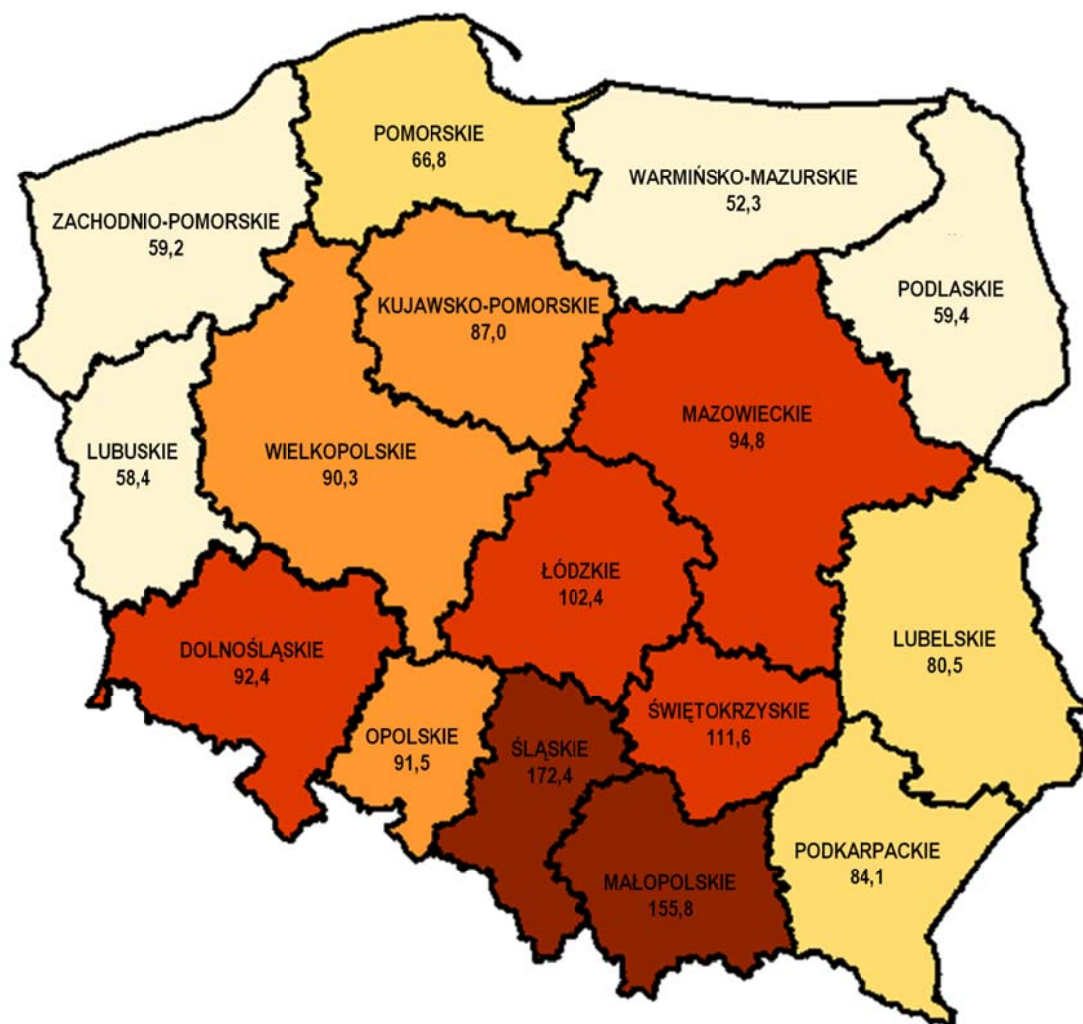 POMORSKIE
66,8
WARMIŃSKO-MAZURSKIE
52,3
ZACHODNIO-POMORSKIE
59,2
PODLASKIE
59,4
KUJAWSKO-POMORSKIE
87,0
MAZOWIECKIE
94,8
LUBUSKIE
58,4
WIELKOPOLSKIE
90,3
ŁÓDZKIE
102,4
LUBELSKIE
80,5
DOLNOŚLĄSKIE
92,4
ŚWIĘTOKRZYSKIE
111,6
OPOLSKIE
91,5
ŚLĄSKIE
172,4
PODKARPACKIE
84,1
MAŁOPOLSKIE
155,8